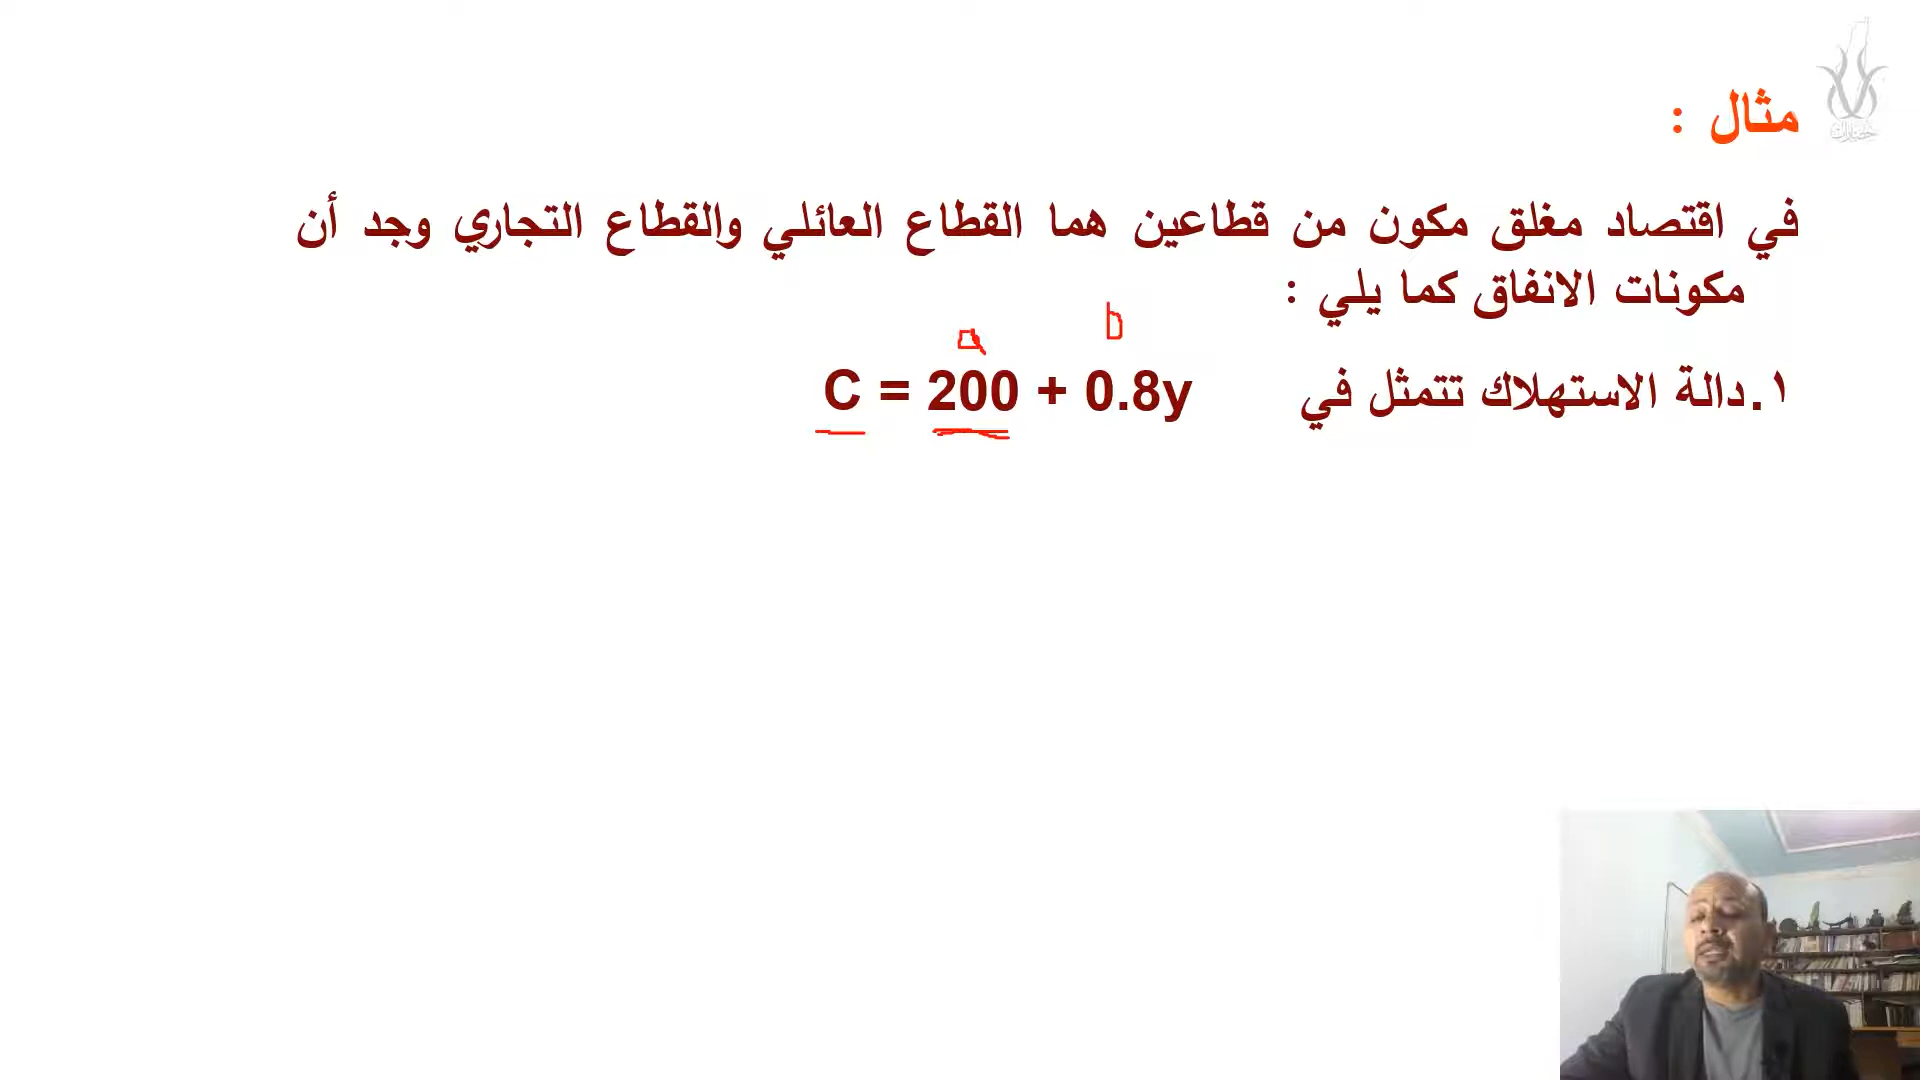 حضارات
مثال :
في اقتصاد مغلق مكون من قطاعين هما القطاع العائلي والقطاع التجاري وجد أن
مكونات الانفاق كما يلي :
a b
١.دالة الاستهلاك تتمثل في C = 200 + 0.8y